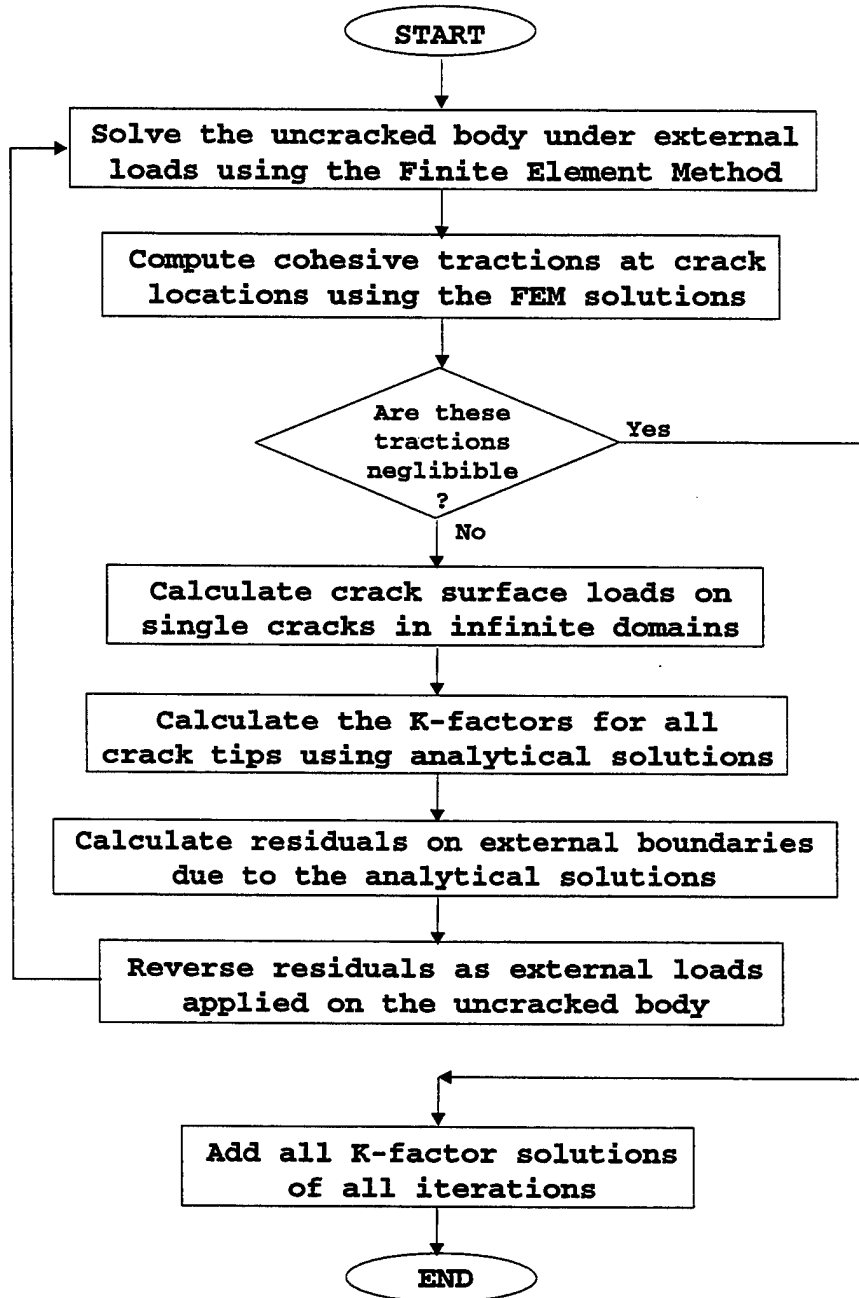 START
Solve the uncracked body under external
loads using the Finite Element Method
Compute cohesive tractions at crack
locations using the FEM solutions
Are these
tractions
neglibible
?
Yes
No
Calculate crack surface loads on
single cracks in infinite domains
Calculate the K-factors for all
crack tips using analytical solutions
Calculate residuals on external boundaries
due to the analytical solutions
Reverse residuals as external loads
applied on the uncracked body
Add all K-factor solutions
of all iterations
END